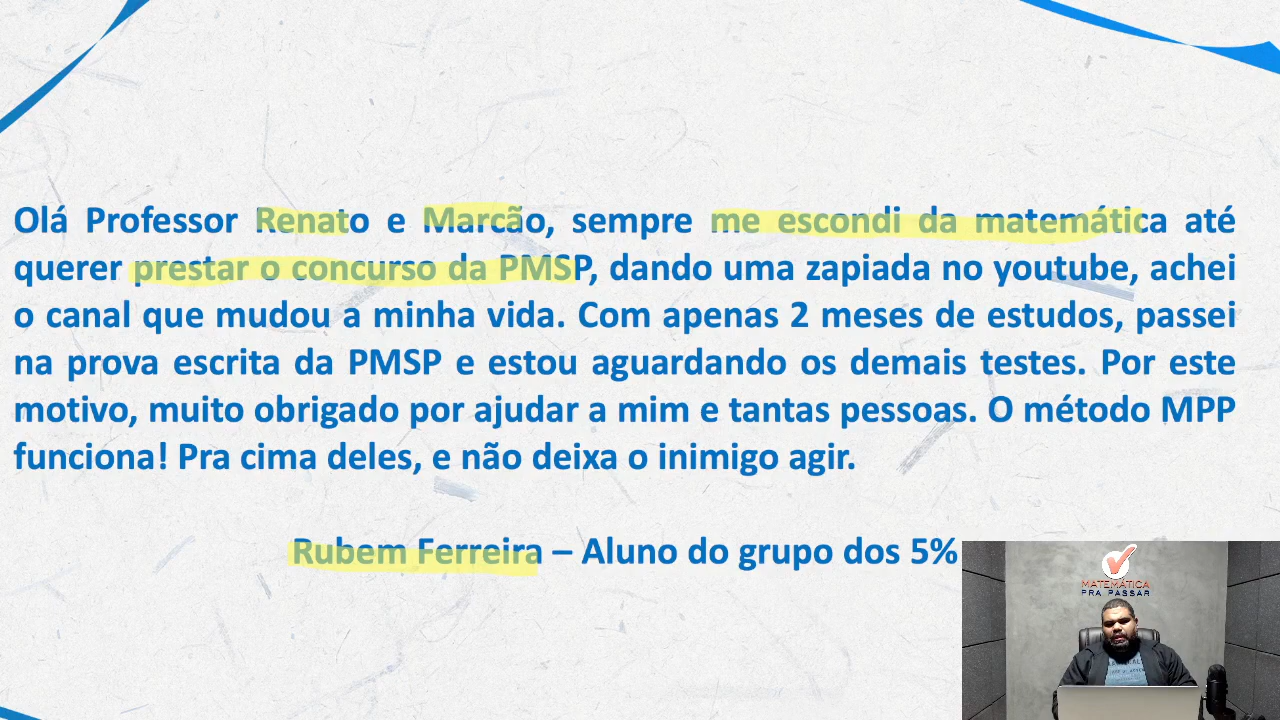 Olá Professor Renato e Marcão, sempre me escondi da matemática até
querer prestar o concurso da PMSP, dando uma zapiada no youtube, achei
o canal que mudou a minha vida. Com apenas 2 meses de estudos, passei
na prova escrita da PMSP e estou aguardando os demais testes. Por este
motivo, muito obrigado por ajudar a mim e tantas pessoas. O método MPP
funciona! Pra cima deles, e não deixa o inimigo agir.
Rubem Ferreira – Aluno do grupo dos 5%
MATEMÁTICA
PRA PASSAR